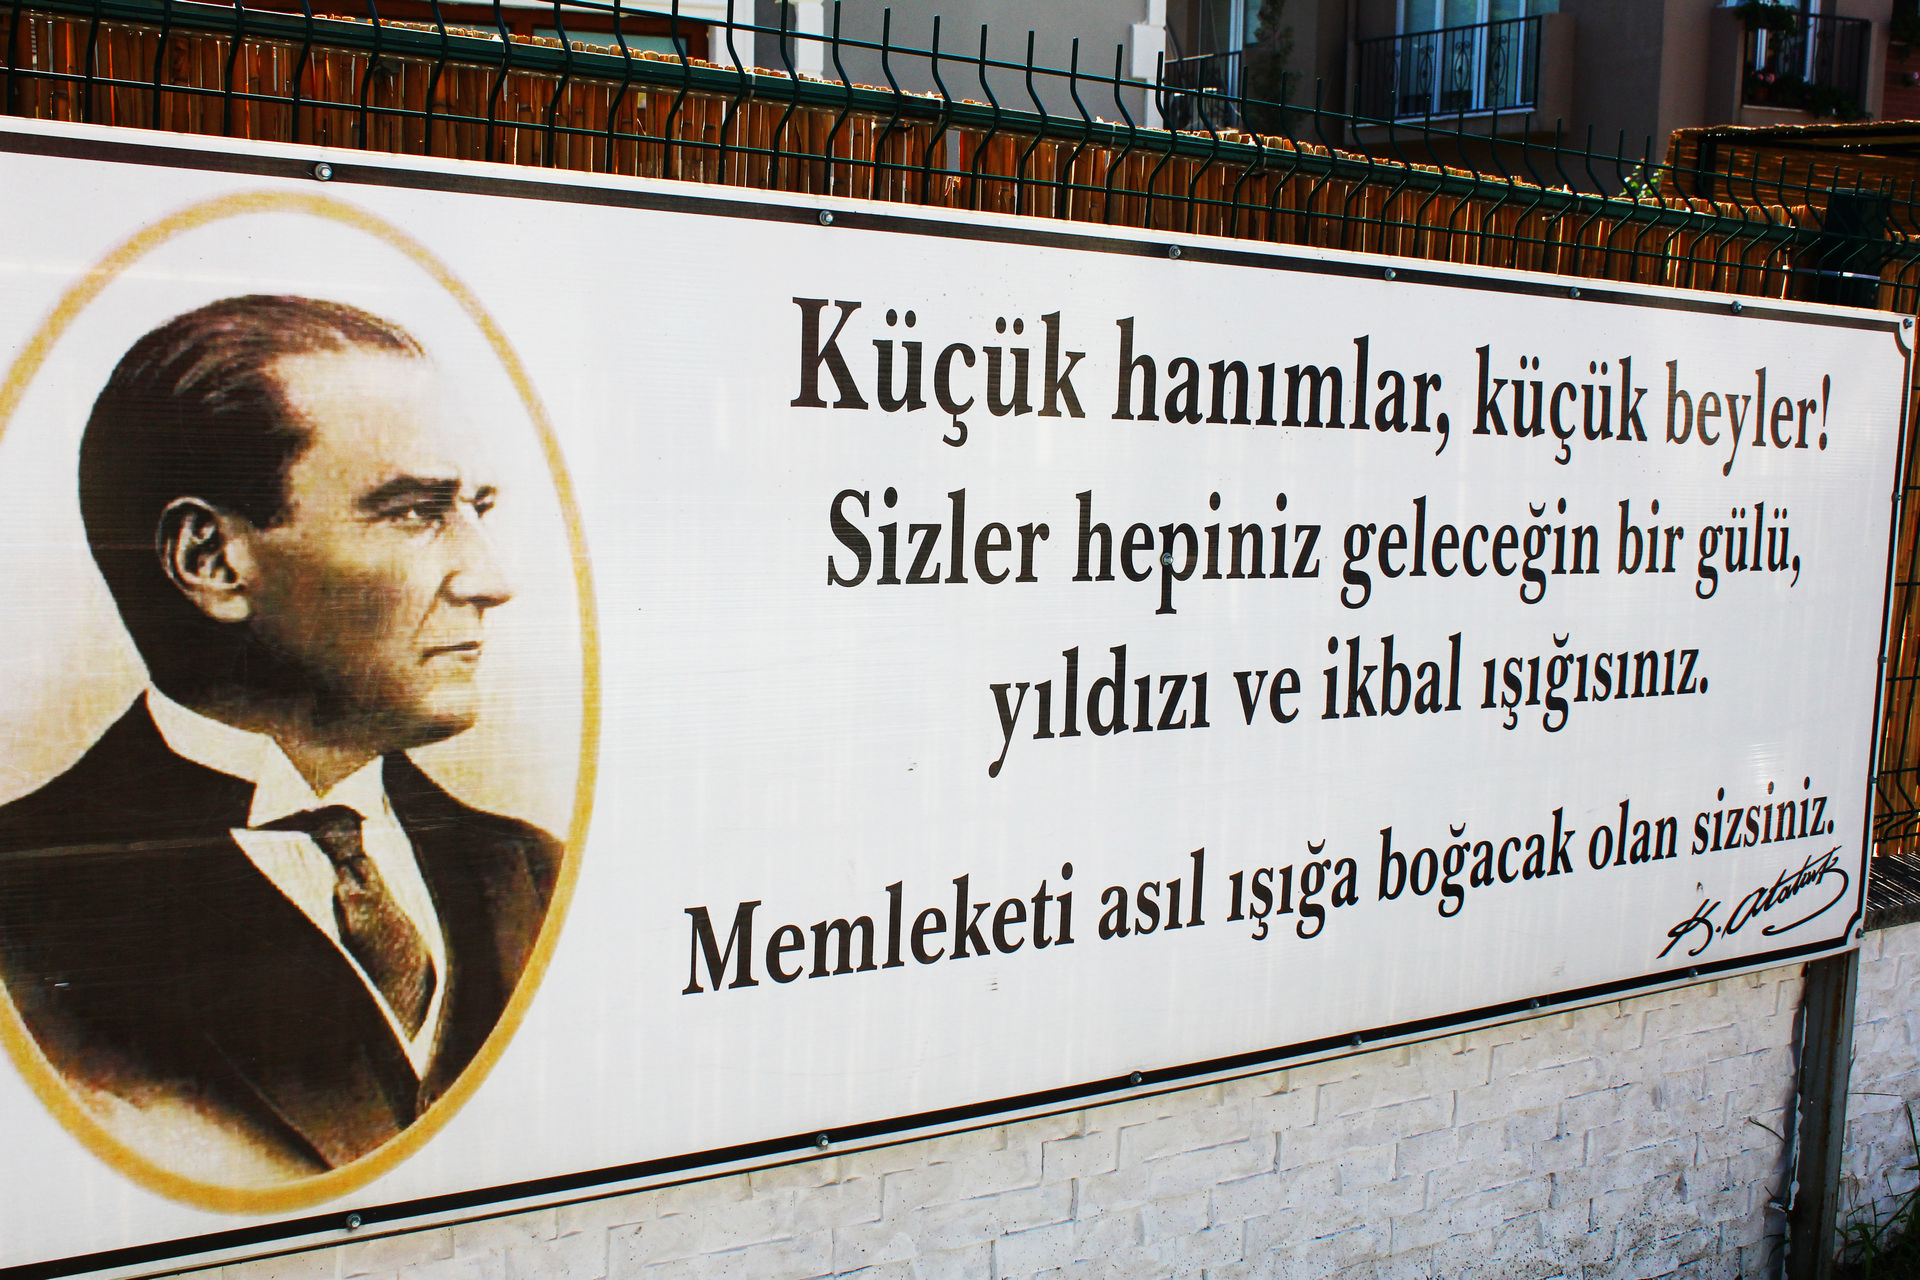 Küçük hanımlar, küçük beyler!
Sizler hepiniz geleceğin bir gülü,
yıldızı ve ikbal ışığısınız.
Memleketi asıl ışığa boğacak olan sizsiniz.
K. Atatürk